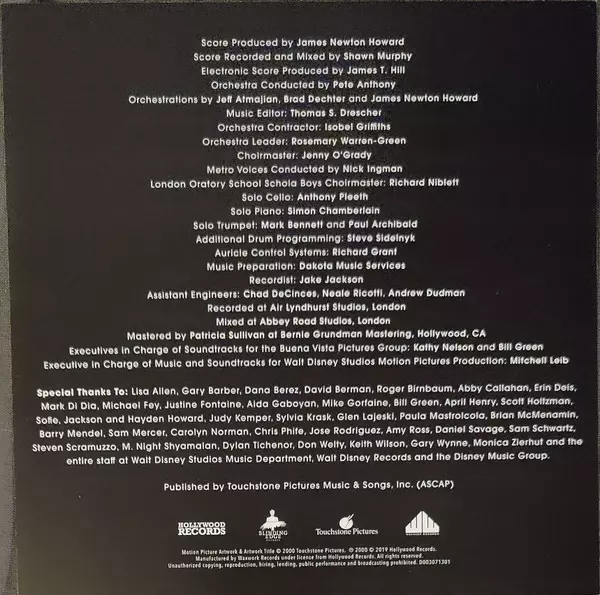 Score Produced by James Newton Howard
Score Recorded and Mixed by Shawn Murphy
Electronic Score Produced by James T. Hill
Orchestra Conducted by Pete Anthony
Orchestrations by Jeff Atmajian, Brad Dechter and James Newton Howard
Music Editor: Thomas S. Drescher
Orchestra Contractor: Isobel Griffiths
Orchestra Leader: Rosemary Warren-Green
Choirmaster: Jenny O'Grady
Metro Voices Conducted by Nick Ingman
London Oratory School Schola Boys Choirmaster: Richard Niblett
Solo Cello: Anthony Pleeth
Solo Piano: Simon Chamberlain
Solo Trumpet: Mark Bennett and Paul Archibald
Additional Drum Programming: Steve Sidelnyk
Auricle Control Systems: Richard Grant
Music Preparation: Dakota Music Services
Recordist: Jake Jackson
Assistant Engineers: Chad DeCinces, Neale Ricotti, Andrew Dudman
Recorded at Air Lyndhurst Studios, London
Mixed at Abbey Road Studios, London
Mastered by Patricia Sullivan at Bernie Grundman Mastering, Hollywood, CA
Executives in Charge of Soundtracks for the Buena Vista Pictures Group: Kathy Nelson and Bill Green
Executive in Charge of Music and Soundtracks for Walt Disney Studios Motion Pictures Production: Mitchell Leib
Special Thanks To: Lisa Allen, Gary Barber, Dana Berez, David Berman, Roger Birnbaum, Abby Callahan, Erin Deis,
Mark Di Dia, Michael Fey, Justine Fontaine, Aida Gaboyan, Mike Gorfaine, Bill Green, April Henry, Scott Holtzman,
Sofie, Jackson and Hayden Howard, Judy Kemper, Sylvia Krask, Glen Lajeski, Paula Mastrolcola, Brian McMenamin,
Barry Mendel, Sam Mercer, Carolyn Norman, Chris Phife, Jose Rodriguez, Amy Ross, Daniel Savage, Sam Schwartz,
Steven Scramuzzo, M. Night Shyamalan, Dylan Tichenor, Don Welty, Keith Wilson, Gary Wynne, Monica Zierhut and the
entire staff at Walt Disney Studios Music Department, Walt Disney Records and the Disney Music Group.
Published by Touchstone Pictures Music & Songs, Inc. (ASCAP)
HOLLYWOOD
RECORDS
BLINDING
EDGE
Touchstone Pictures
Motion Picture Artwork & Artwork Title © 2000 Touchstone Pictures. ℗ 2000 © 2019 Hollywood Records.
Manufactured by Waxwork Records under license from Hollywood Records. All rights reserved.
Unauthorized copying, reproduction, hiring, lending, public performance and broadcasting prohibited. D003071301